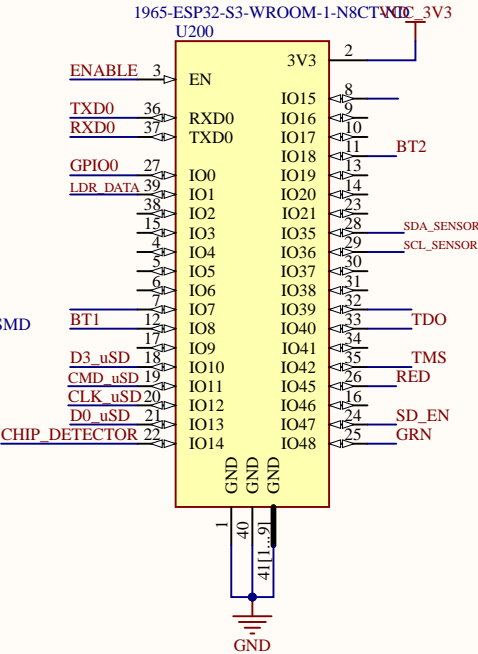 1965-ESP32-S3-WROOM-1-N8CT-ND VCC_3V3
U200
3V3 2
ENABLE 3 EN
IO15 8
TXD0 36 RXD0 IO16 9
RXD0 37 TXD0 IO17 10
IO18 11 BT2
GPIO0 27 IO0 IO19 13
LDR_DATA 39 IO1 IO20 14
38 IO2 IO21 23
15 IO3 IO35 28 SDA_SENSOR
4 IO4 IO36 29 SCL_SENSOR
5 IO5 IO37 30
6 IO6 IO38 31
7 IO7 IO39 32
SMD BT1 12 IO8 IO40 33 TDO
17 IO9 IO41 34
D3_uSD 18 IO10 IO42 35 TMS
CMD_uSD 19 IO11 IO45 26 RED
CLK_uSD 20 IO12 IO46 16
D0_uSD 21 IO13 IO47 24 SD_EN
CHIP_DETECTOR 22 IO14 IO48 25 GRN
GND GND GND
1 40 41[1..9]
GND